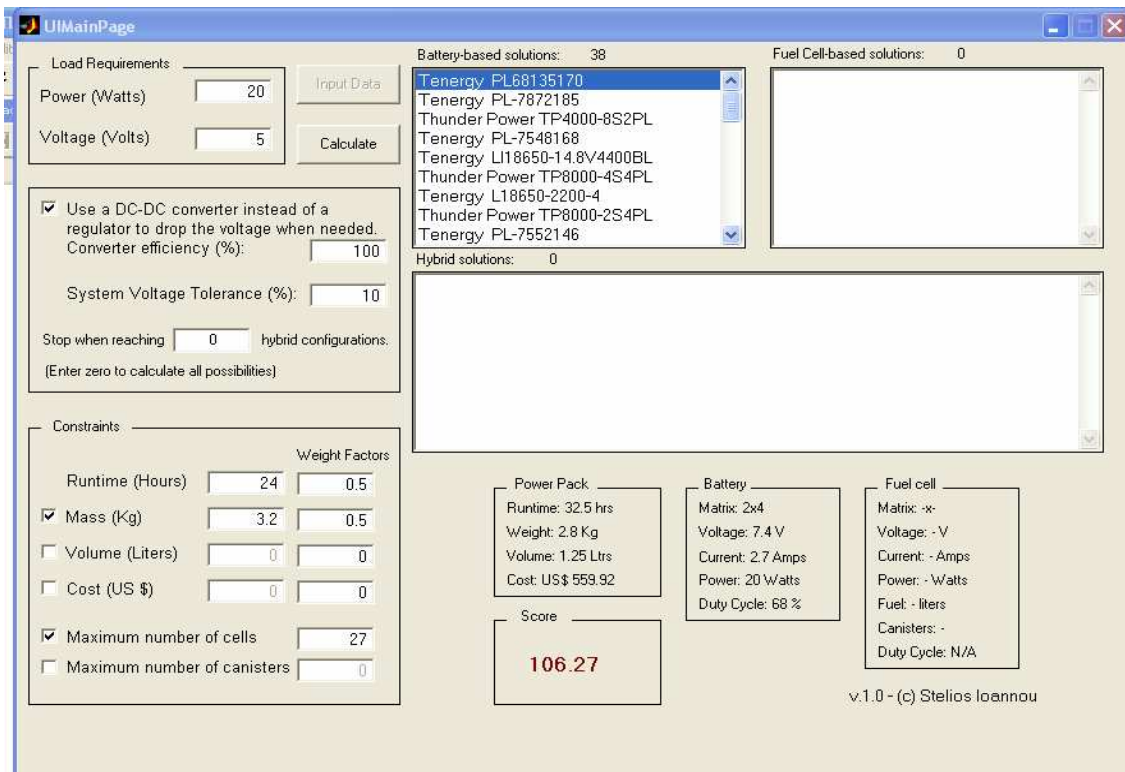 UIMainPage
Load Requirements
Power (Watts) 20
Voltage (Volts) 5
Input Data
Calculate
Use a DC-DC converter instead of a
regulator to drop the voltage when needed.
Converter efficiency (%): 100
System Voltage Tolerance (%): 10
Stop when reaching 0 hybrid configurations.
(Enter zero to calculate all possibilities)
Constraints
Weight Factors
Runtime (Hours) 24 0.5
Mass (Kg) 3.2 0.5
Volume (Liters) 0 0
Cost (US $) 0 0
Maximum number of cells 27
Maximum number of canisters 0
Battery-based solutions: 38
Tenergy PL68135170
Tenergy PL-7872185
Thunder Power TP4000-8S2PL
Tenergy PL-7548168
Tenergy LI18650-14.8V4400BL
Thunder Power TP8000-4S4PL
Tenergy L18650-2200-4
Thunder Power TP8000-2S4PL
Tenergy PL-7552146
Fuel Cell-based solutions: 0
Hybrid solutions: 0
Power Pack
Runtime: 32.5 hrs
Weight: 2.8 Kg
Volume: 1.25 Ltrs
Cost: US$ 559.92
Score
106.27
Battery
Matrix: 2x4
Voltage: 7.4 V
Current: 2.7 Amps
Power: 20 Watts
Duty Cycle: 68 %
Fuel cell
Matrix: -x-
Voltage: - V
Current: - Amps
Power: - Watts
Fuel: - liters
Canisters: -
Duty Cycle: N/A
v.1.0 - (c) Stelios Ioannou